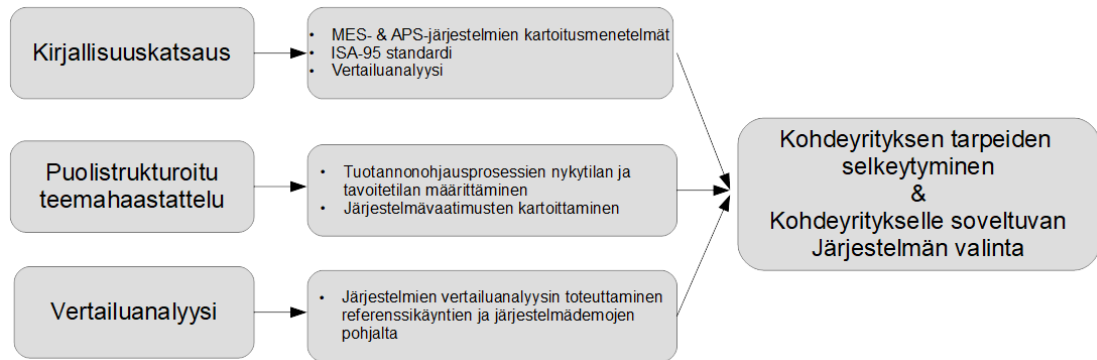 Kirjallisuuskatsaus
• MES- & APS-järjestelmien kartoitusmenetelmät
• ISA-95 standardi
• Vertailuanalyysi
Puolistrukturoitu
teemahaastattelu
• Tuotannonohjausprosessien nykytilan ja
tavoitetilan määrittäminen
• Järjestelmävaatimusten kartoittaminen
Vertailuanalyysi
• Järjestelmien vertailuanalyysin toteuttaminen
referenssikäyntien ja järjestelmädemojen
pohjalta
Kohdeyrityksen tarpeiden
selkeytyminen
&
Kohdeyritykselle soveltuvan
Järjestelmän valinta